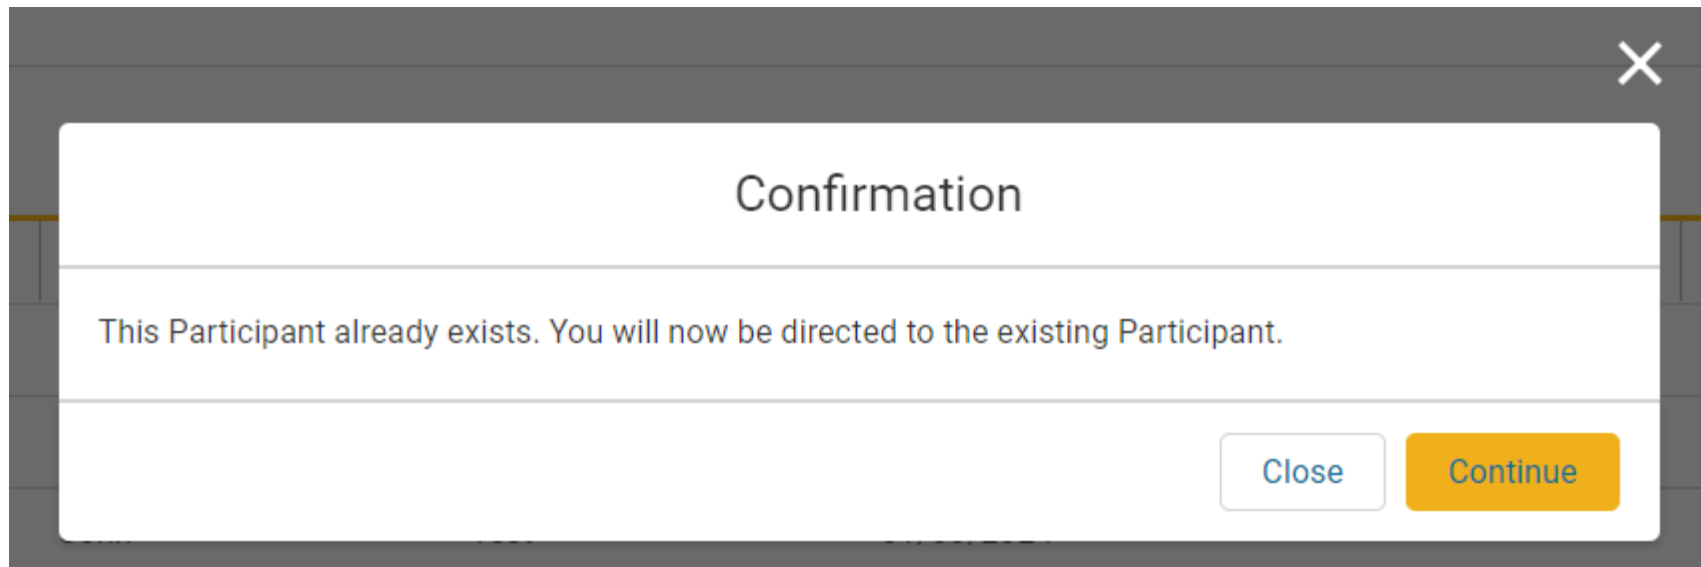 Confirmation
This Participant already exists. You will now be directed to the existing Participant.
Close
Continue